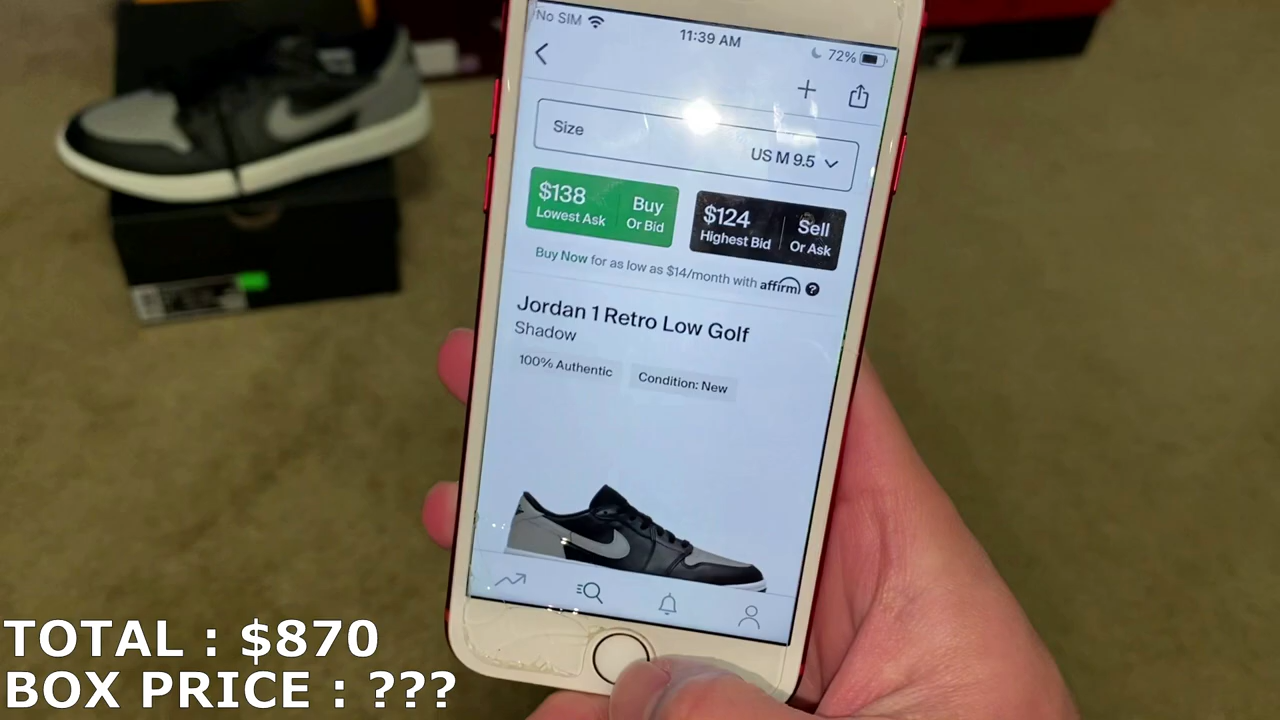 No SIM
11:39 AM
72%
Size
US M 9.5
$138
Lowest Ask
Buy
Or Bid
$124
Highest Bid
Sell
Or Ask
Buy Now for as low as $14/month with affirm ?
Jordan 1 Retro Low Golf
Shadow
100% Authentic
Condition: New
TOTAL : $870
BOX PRICE : ???